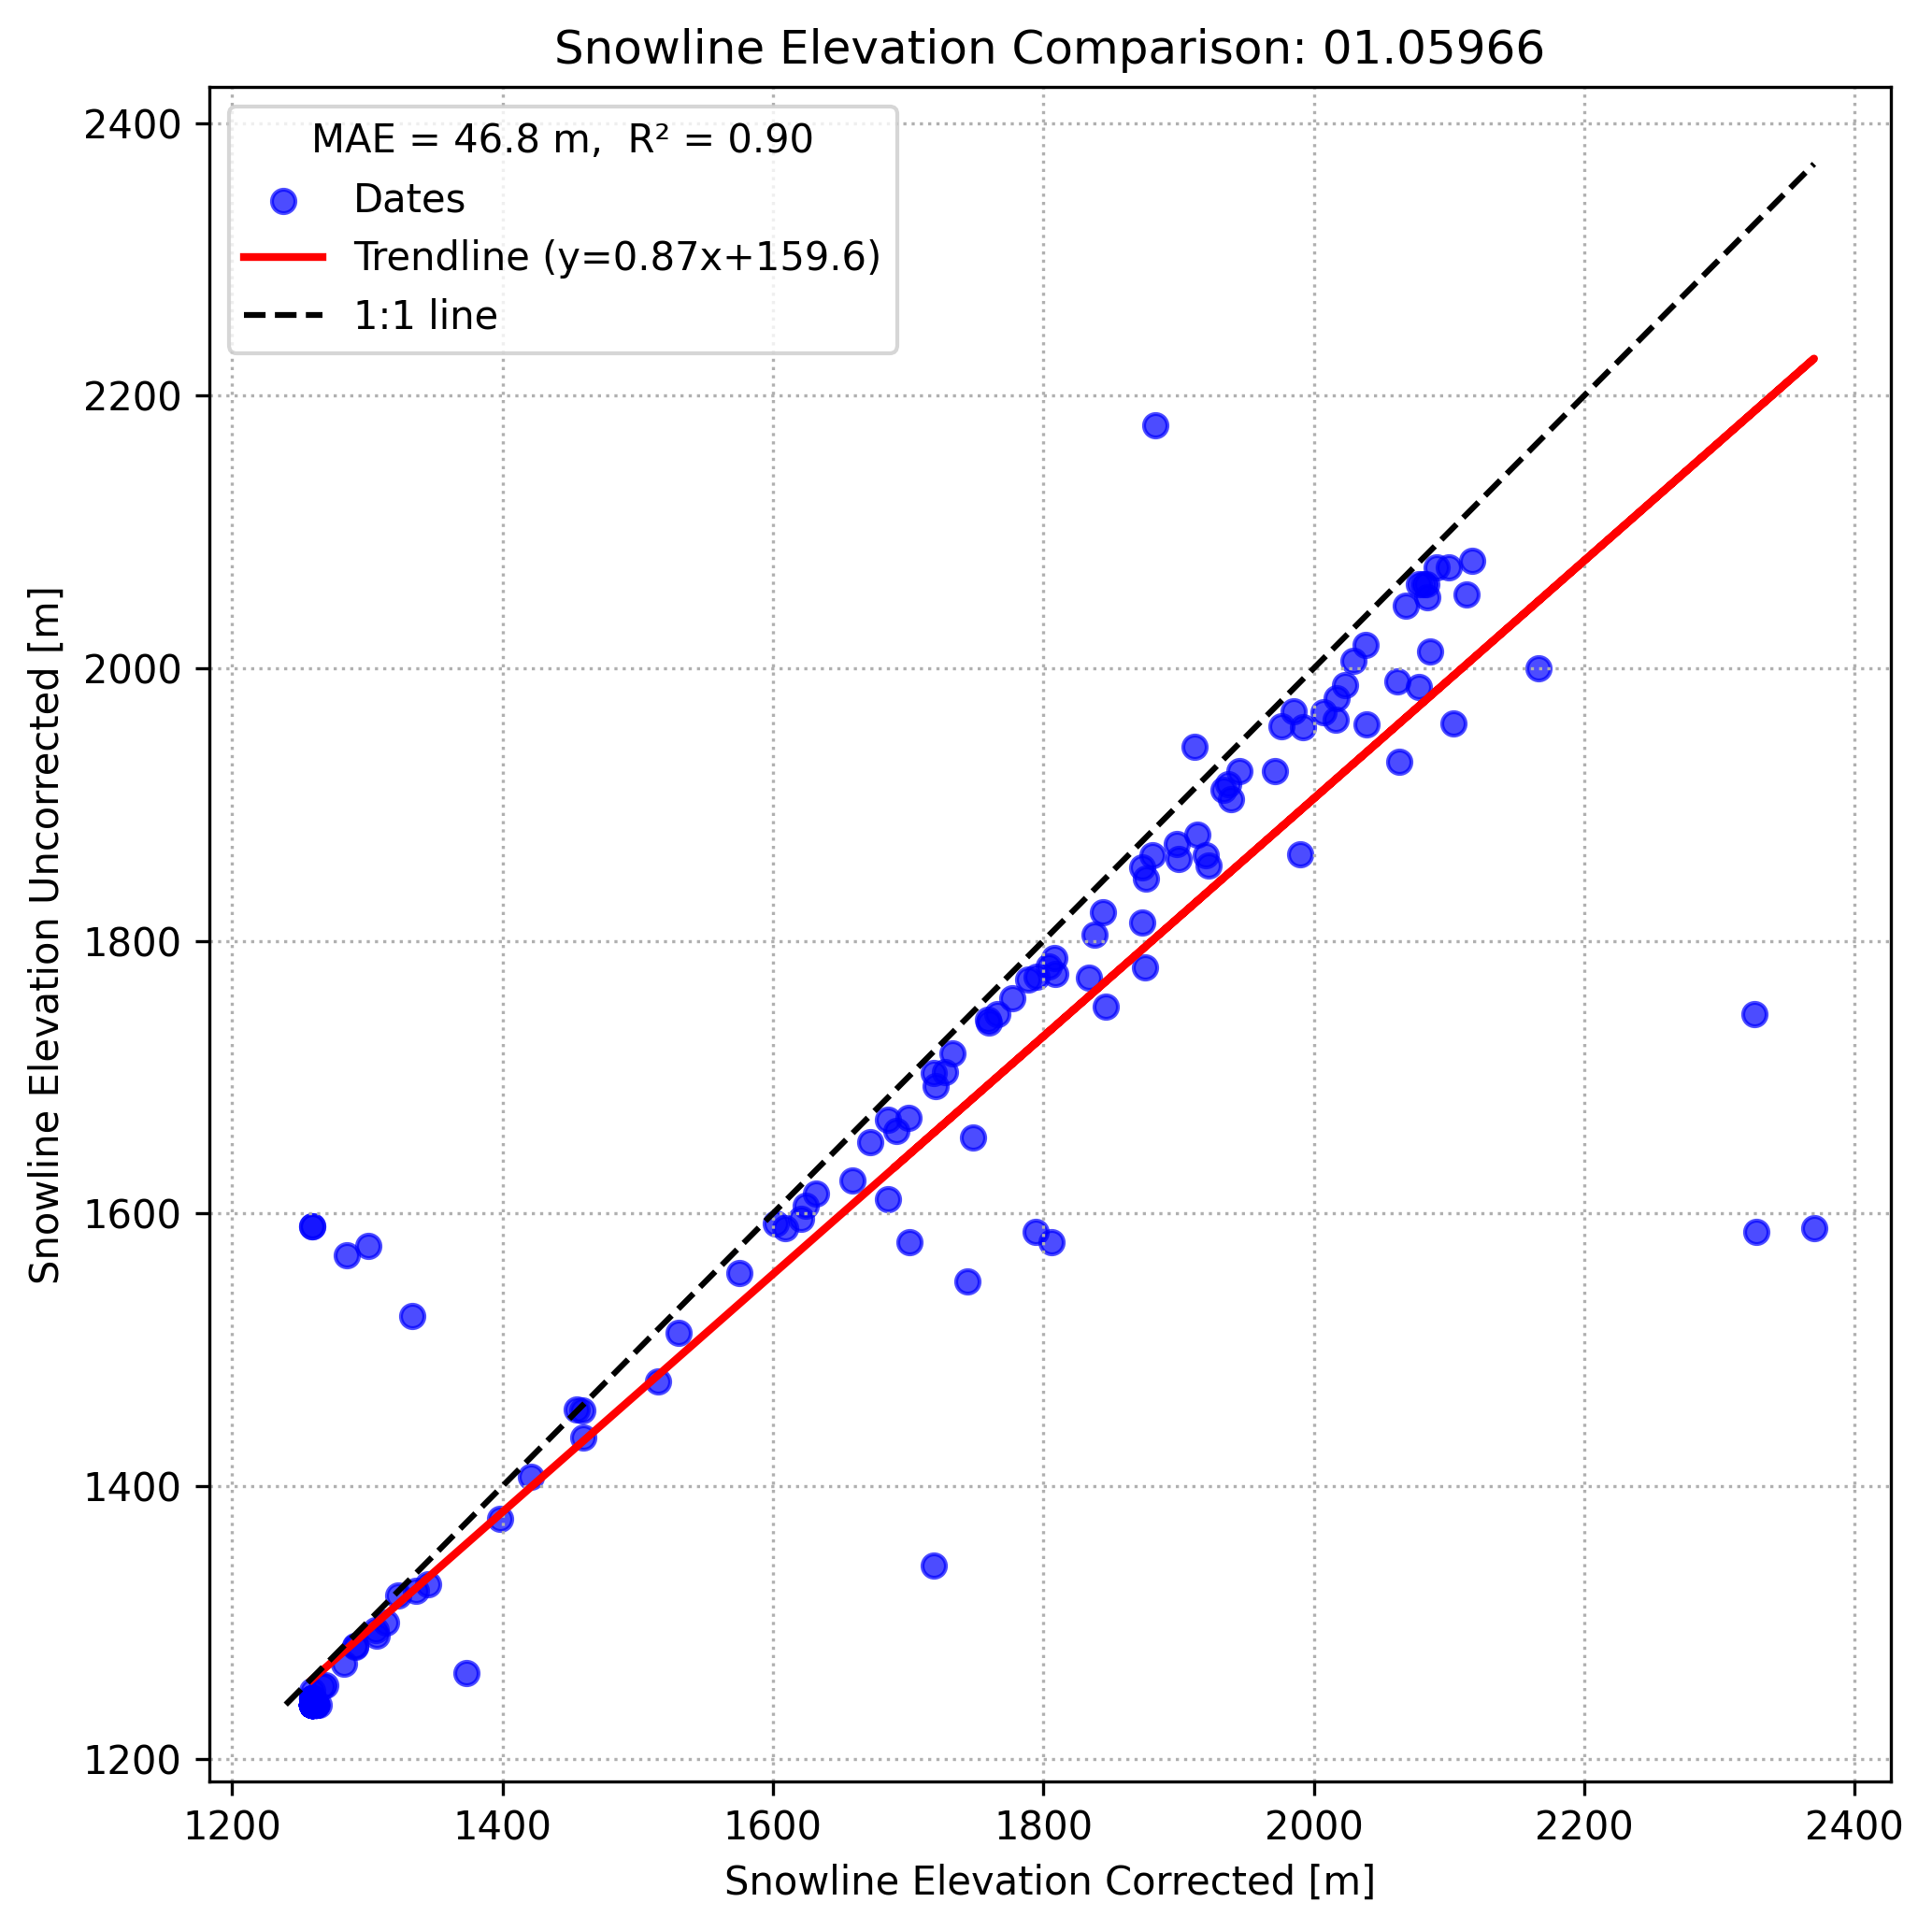 Snowline Elevation Comparison: 01.05966
MAE = 46.8 m,  R² = 0.90
Dates
Trendline (y=0.87x+159.6)
1:1 line
Snowline Elevation Uncorrected [m]
2400
2200
2000
1800
1600
1400
1200
1200 1400 1600 1800 2000 2200 2400
Snowline Elevation Corrected [m]